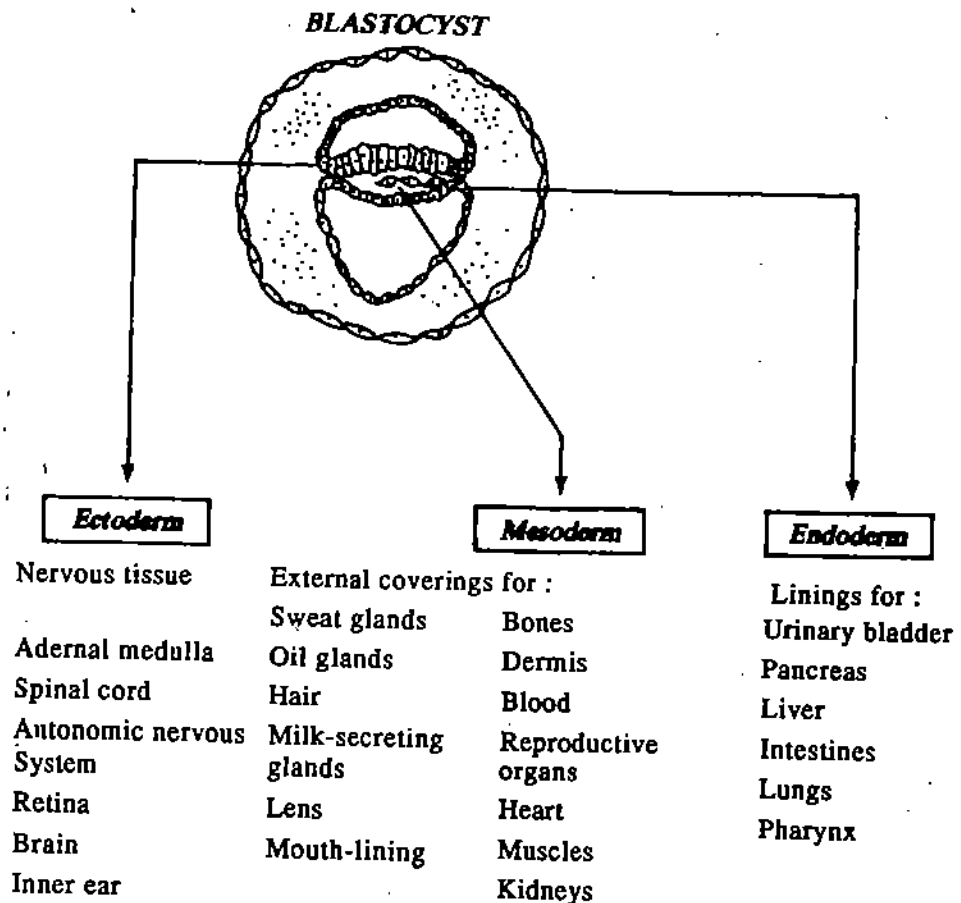 BLASTOCYST
Ectoderm
Mesoderm
Endoderm
Nervous tissue
Adernal medulla
Spinal cord
Autonomic nervous
System
Retina
Brain
Inner ear
External coverings for :
Sweat glands
Oil glands
Hair
Milk-secreting
glands
Lens
Mouth-lining
Bones
Dermis
Blood
Reproductive
organs
Heart
Muscles
Kidneys
Linings for :
Urinary bladder
Pancreas
Liver
Intestines
Lungs
Pharynx